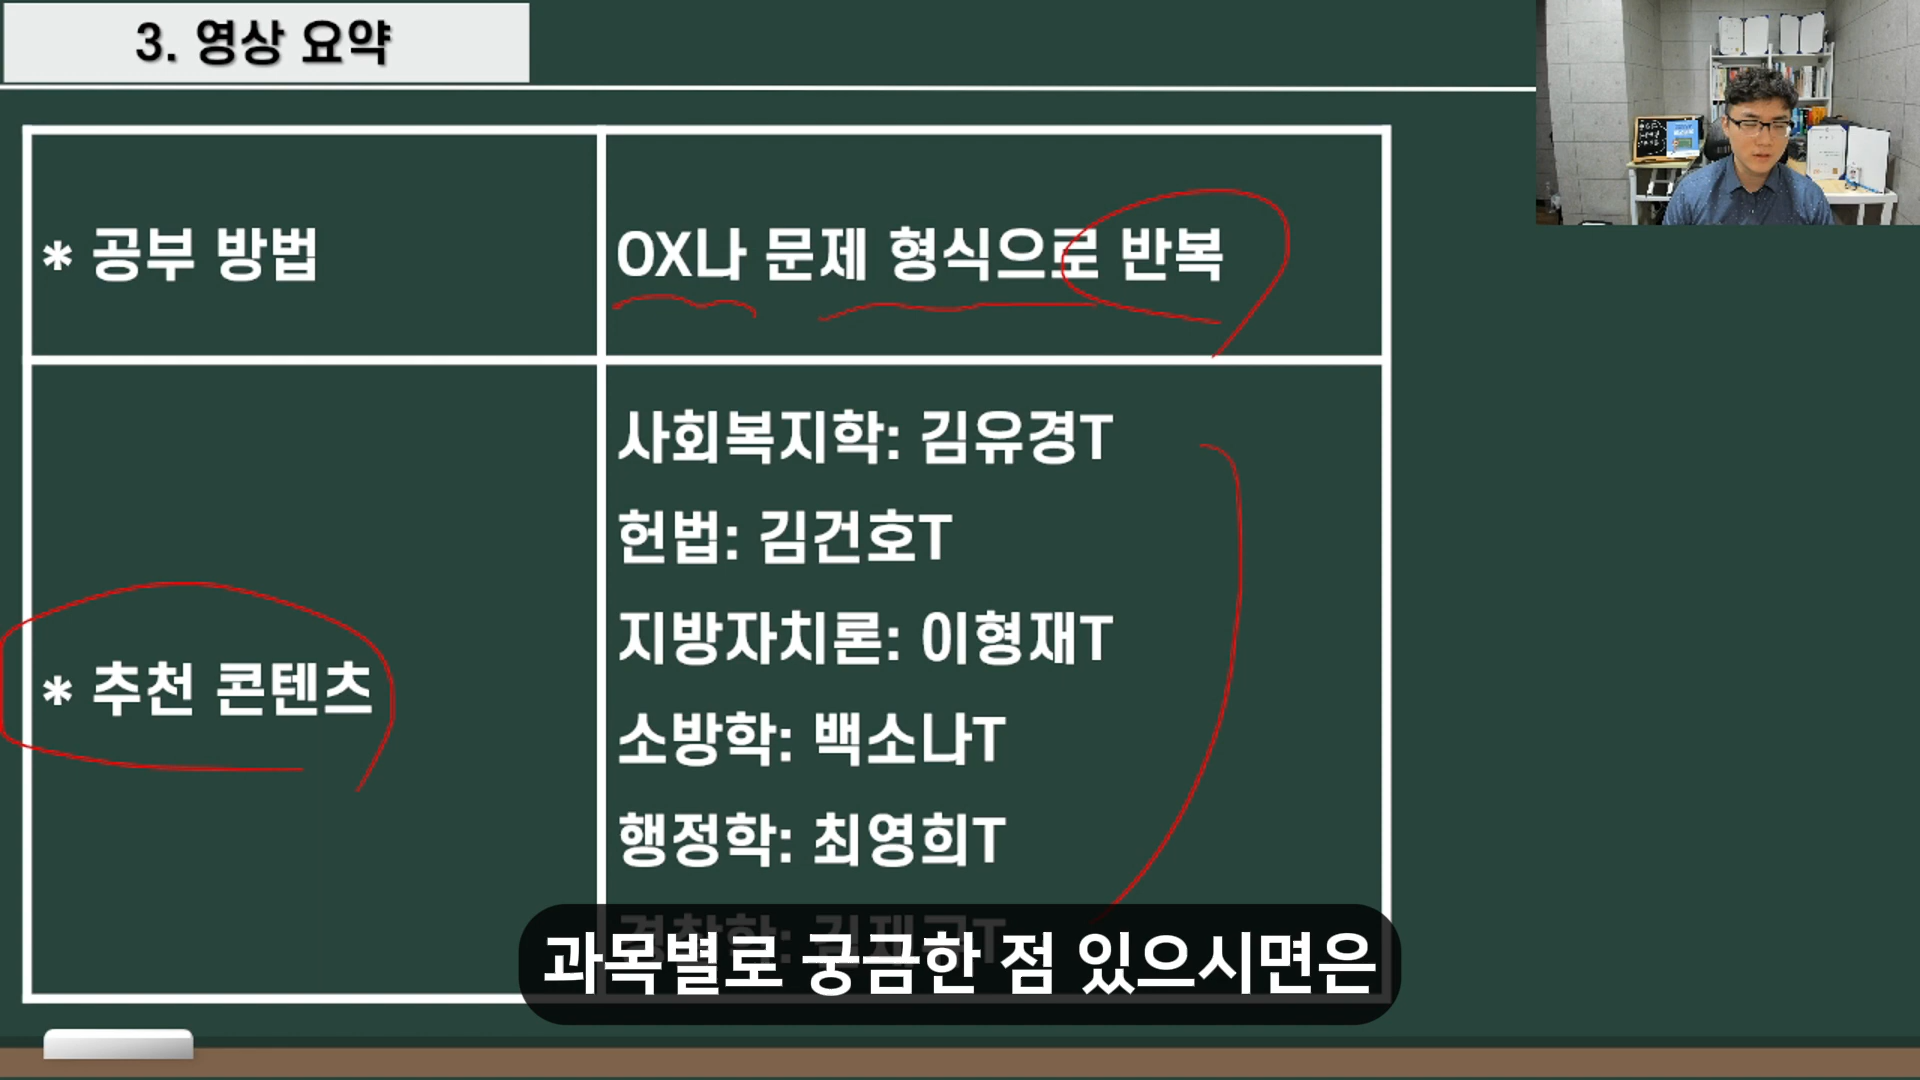 3. 영상 요약
* 공부 방법
OX나 문제 형식으로 반복
* 추천 콘텐츠
사회복지학: 김유경T
헌법: 김건호T
지방자치론: 이형재T
소방학: 백소나T
행정학: 최영희T
과목별로 궁금한 점 있으시면은